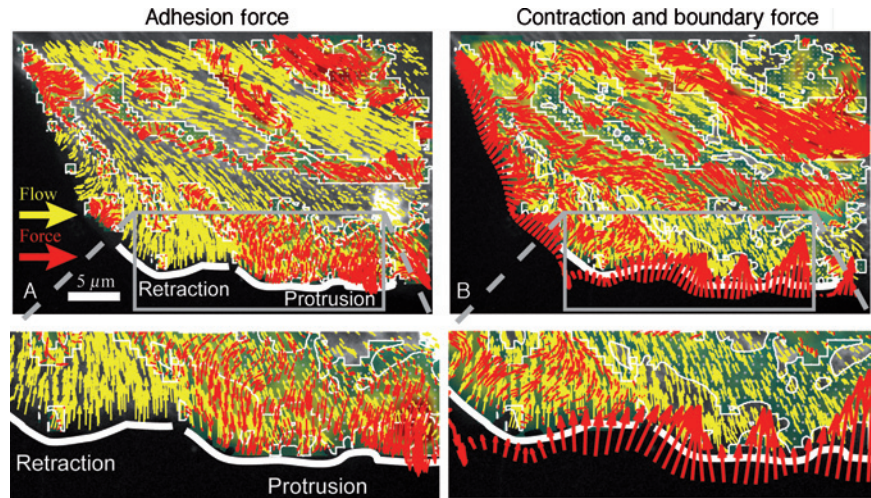 Adhesion force
Contraction and boundary force
Flow
Force
A
5 µm
Retraction
Protrusion
B
Retraction
Protrusion